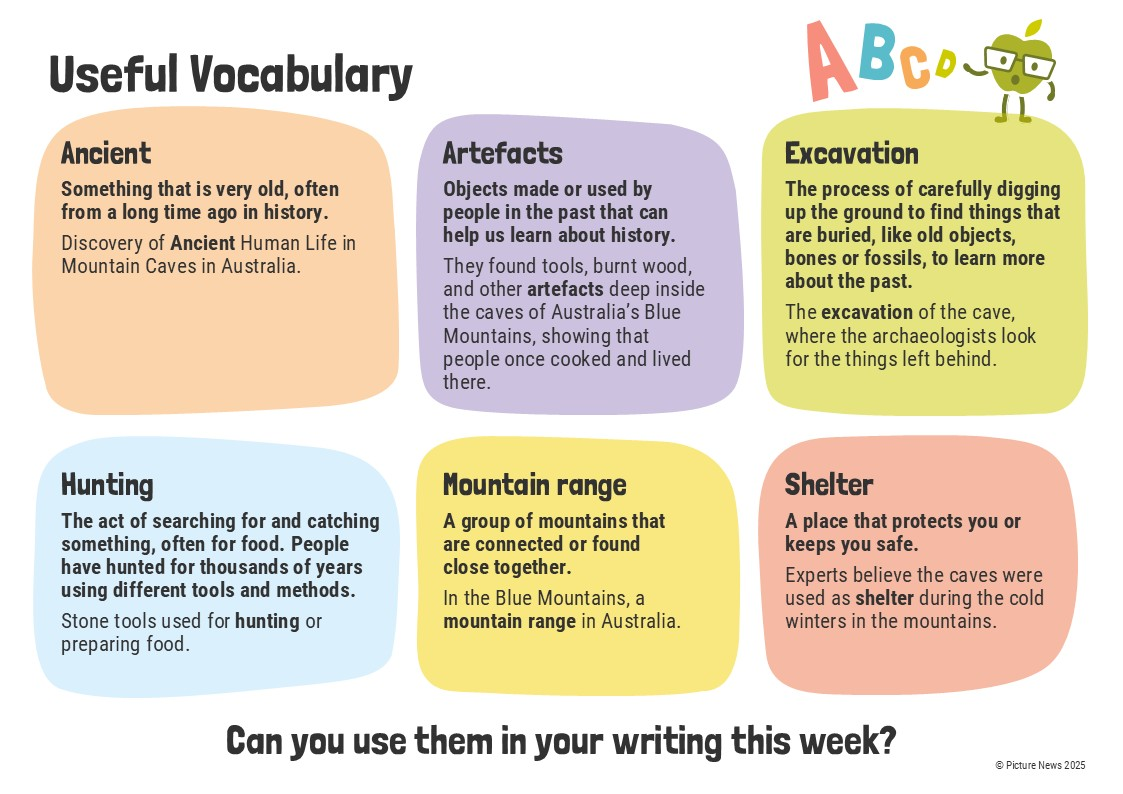 Useful Vocabulary
A B C D
Ancient
Something that is very old, often
from a long time ago in history.
Discovery of Ancient Human Life in
Mountain Caves in Australia.
Artefacts
Objects made or used by
people in the past that can
help us learn about history.
They found tools, burnt wood,
and other artefacts deep inside
the caves of Australia’s Blue
Mountains, showing that
people once cooked and lived
there.
Excavation
The process of carefully digging
up the ground to find things that
are buried, like old objects,
bones or fossils, to learn more
about the past.
The excavation of the cave,
where the archaeologists look
for the things left behind.
Hunting
The act of searching for and catching
something, often for food. People
have hunted for thousands of years
using different tools and methods.
Stone tools used for hunting or
preparing food.
Mountain range
A group of mountains that
are connected or found
close together.
In the Blue Mountains, a
mountain range in Australia.
Shelter
A place that protects you or
keeps you safe.
Experts believe the caves were
used as shelter during the cold
winters in the mountains.
Can you use them in your writing this week?
© Picture News 2025